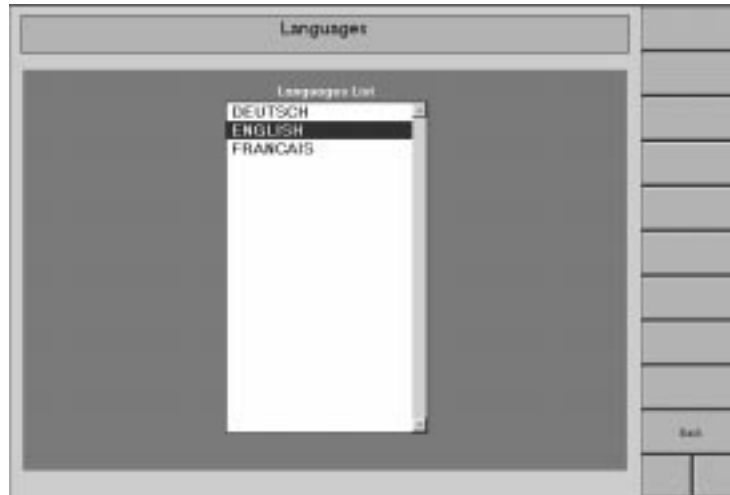 Languages
Languages List
DEUTSCH
ENGLISH
FRANCAIS
Back